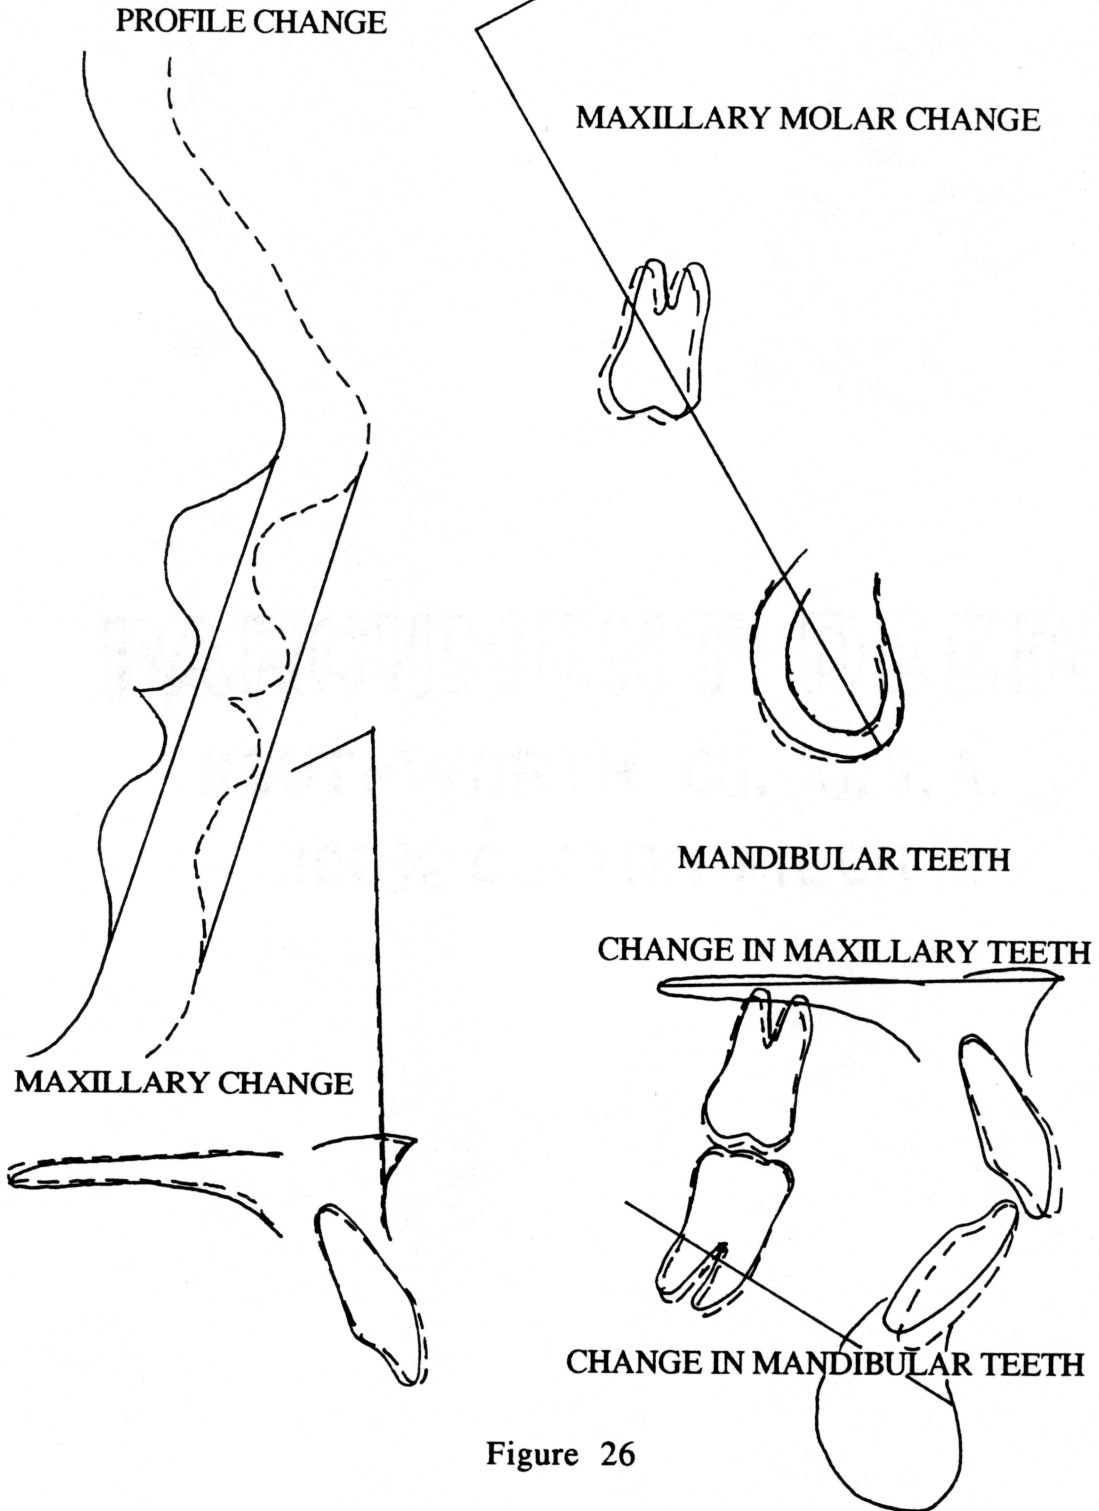 PROFILE CHANGE
MAXILLARY MOLAR CHANGE
MANDIBULAR TEETH
CHANGE IN MAXILLARY TEETH
MAXILLARY CHANGE
CHANGE IN MANDIBULAR TEETH
Figure 26